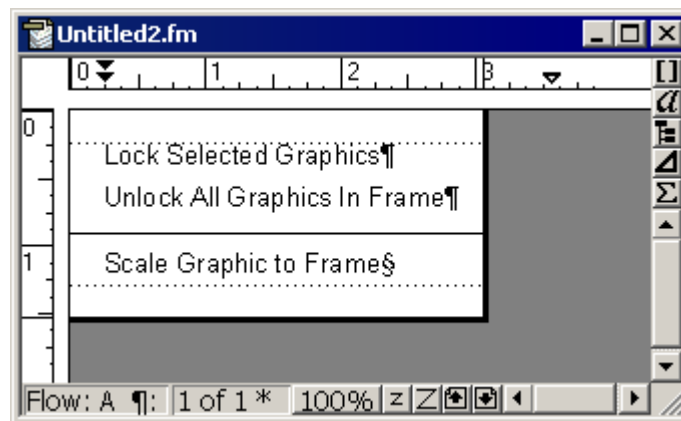 Untitled2.fm
0 1 2 3
0
Lock Selected Graphics¶
Unlock All Graphics In Frame¶
1
Scale Graphic to Frame§
Flow: A ¶: 1 of 1 * 100% z Z
[]
a
Σ